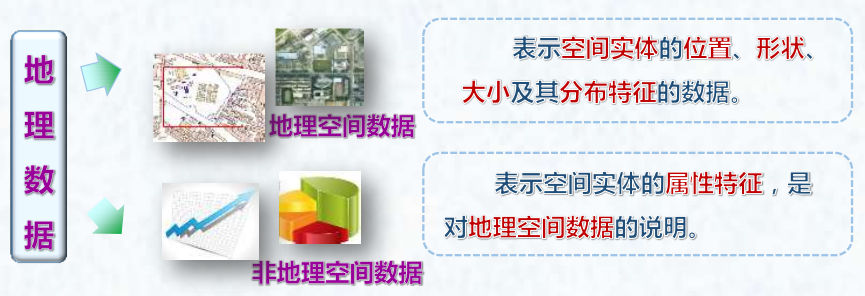 地理数据
地理空间数据
表示空间实体的位置、形状、
大小及其分布特征的数据。
非地理空间数据
表示空间实体的属性特征，是
对地理空间数据的说明。